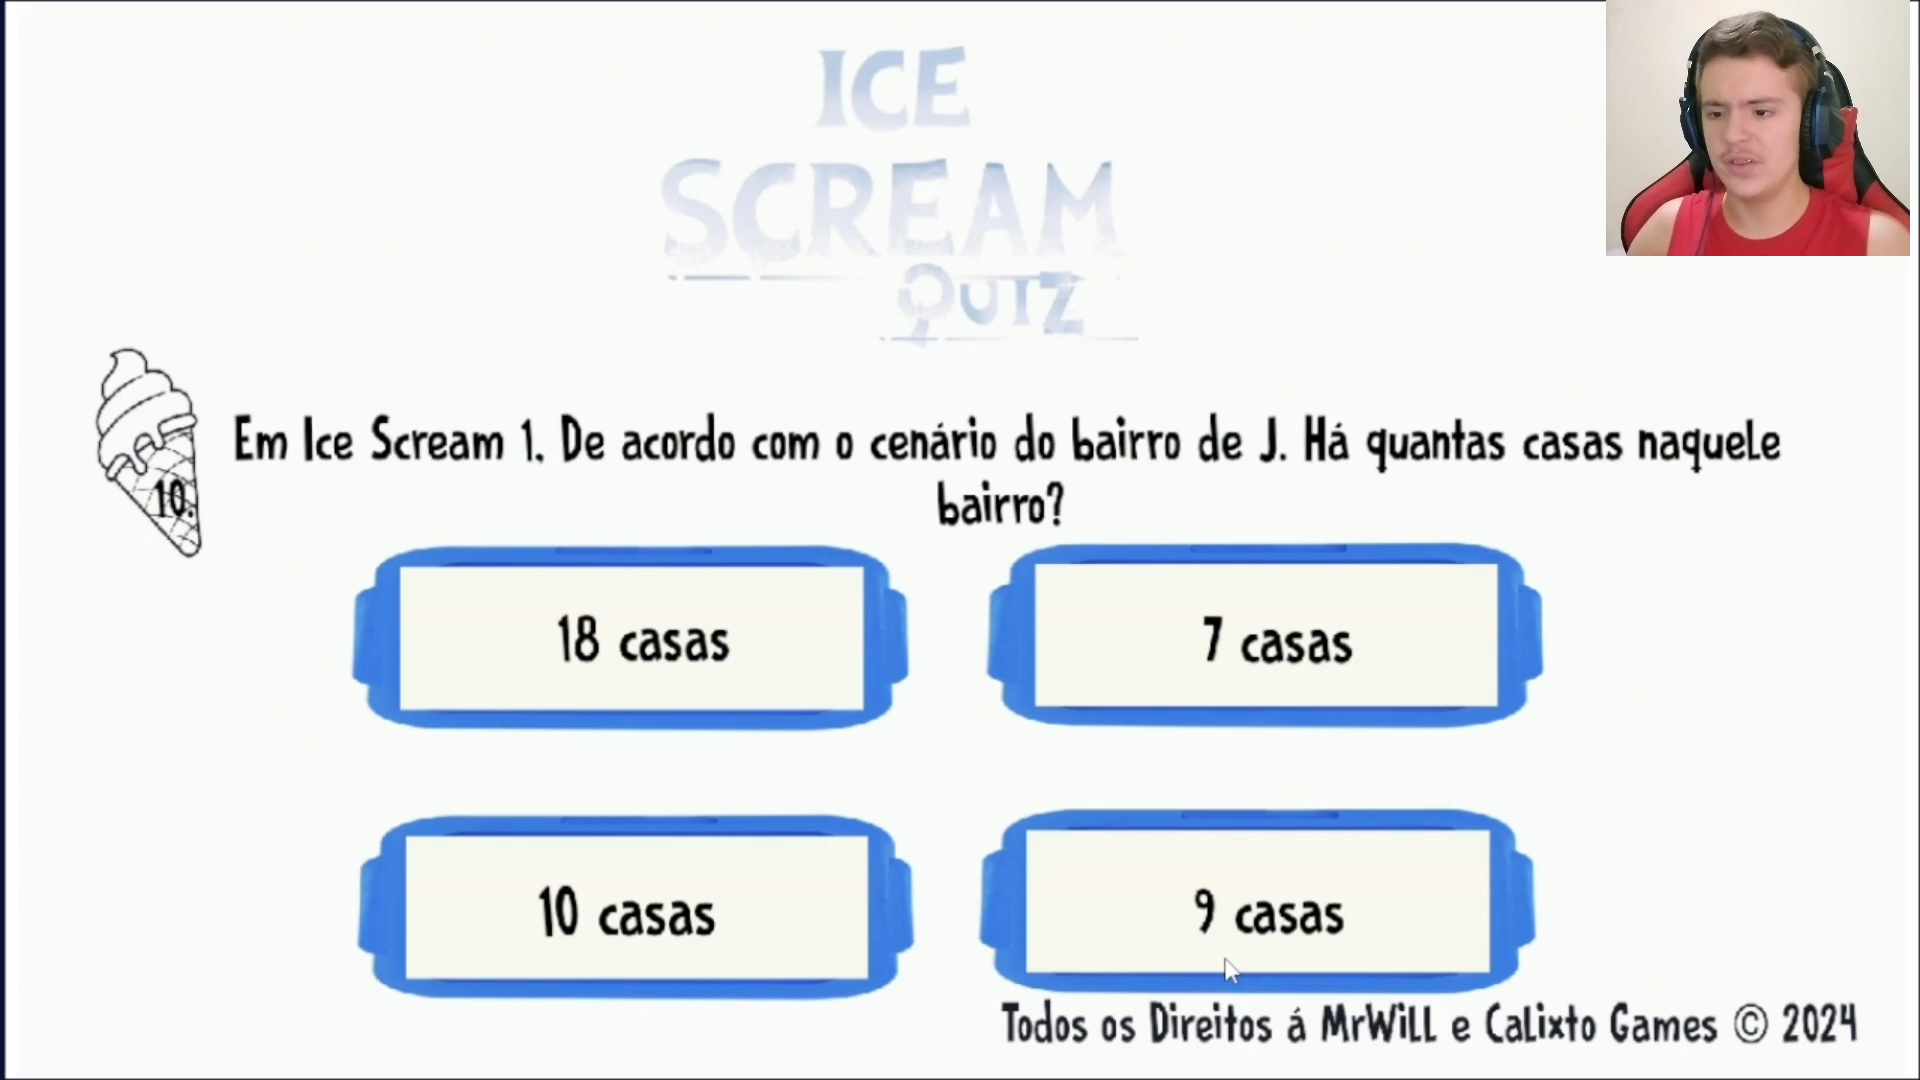 ICE
SCREAM
QUIZ
10.
Em Ice Scream 1. De acordo com o cenário do bairro de J. Há quantas casas naquele
bairro?
18 casas
7 casas
10 casas
9 casas
Todos os Direitos á MrWiLL e Calixto Games © 2024